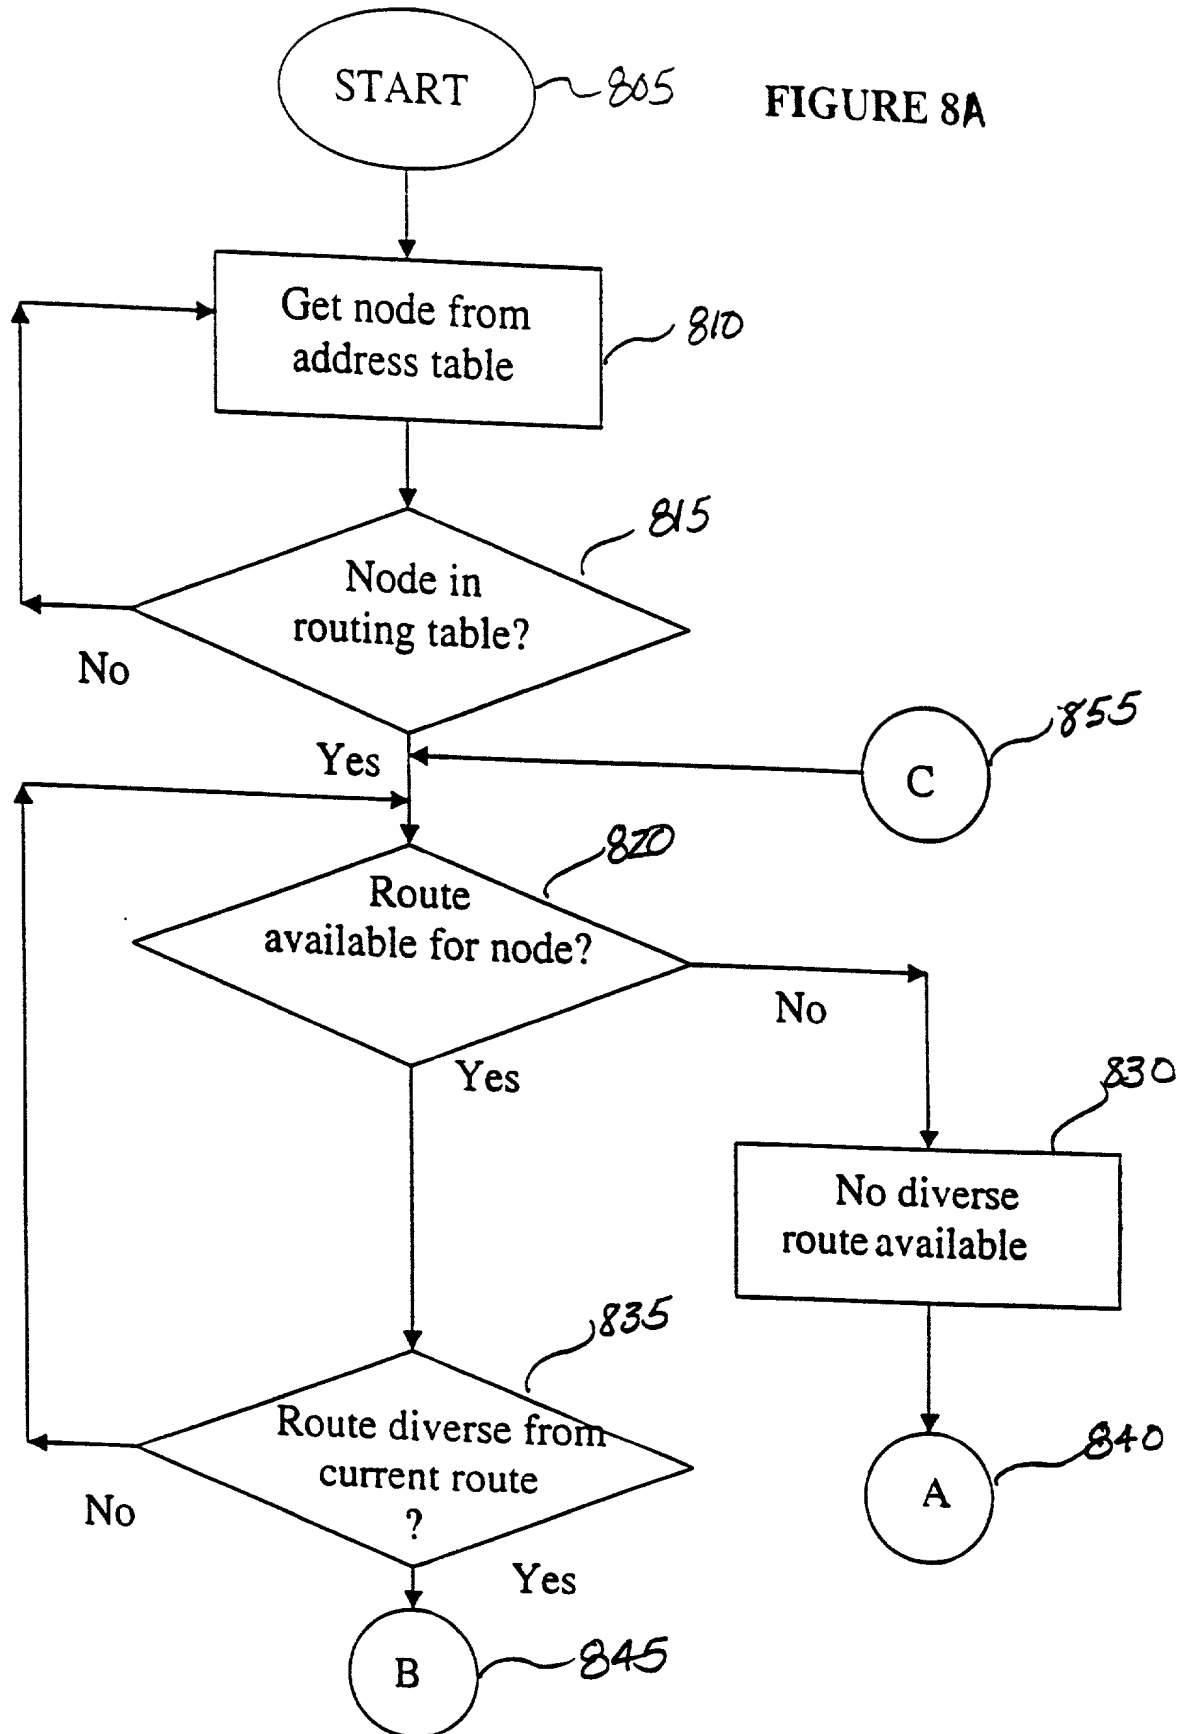 START
805
FIGURE 8A
Get node from
address table
810
815
Node in
routing table?
No
855
Yes
C
820
Route
available for node?
No
Yes
830
No diverse
route available
835
Route diverse from
current route
?
840
A
No
Yes
B
845